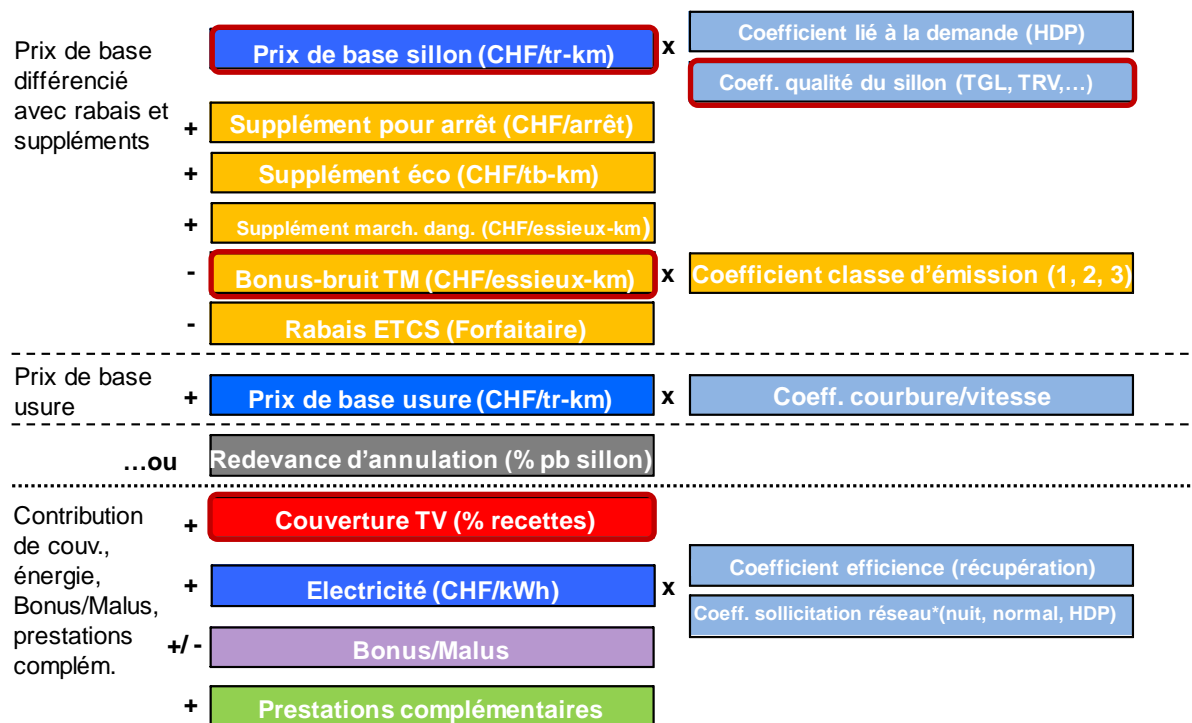 Prix de base
différencié
avec rabais et
suppléments
Prix de base sillon (CHF/tr-km)
x
Coefficient lié à la demande (HDP)
Coeff. qualité du sillon (TGL, TRV,…)
+
Supplément pour arrêt (CHF/arrêt)
+
Supplément éco (CHF/tb-km)
+
Supplément march. dang. (CHF/essieux-km)
-
Bonus-bruit TM (CHF/essieux-km)
x
Coefficient classe d’émission (1, 2, 3)
-
Rabais ETCS (Forfaitaire)
Prix de base
usure
+
Prix de base usure (CHF/tr-km)
x
Coeff. courbure/vitesse
…ou
Redevance d’annulation (% pb sillon)
Contribution
de couv.,
énergie,
Bonus/Malus,
prestations
complém.
+
Couverture TV (% recettes)
+
Electricité (CHF/kWh)
x
Coefficient efficience (récupération)
Coeff. sollicitation réseau*(nuit, normal, HDP)
+/ -
Bonus/Malus
+
Prestations complémentaires